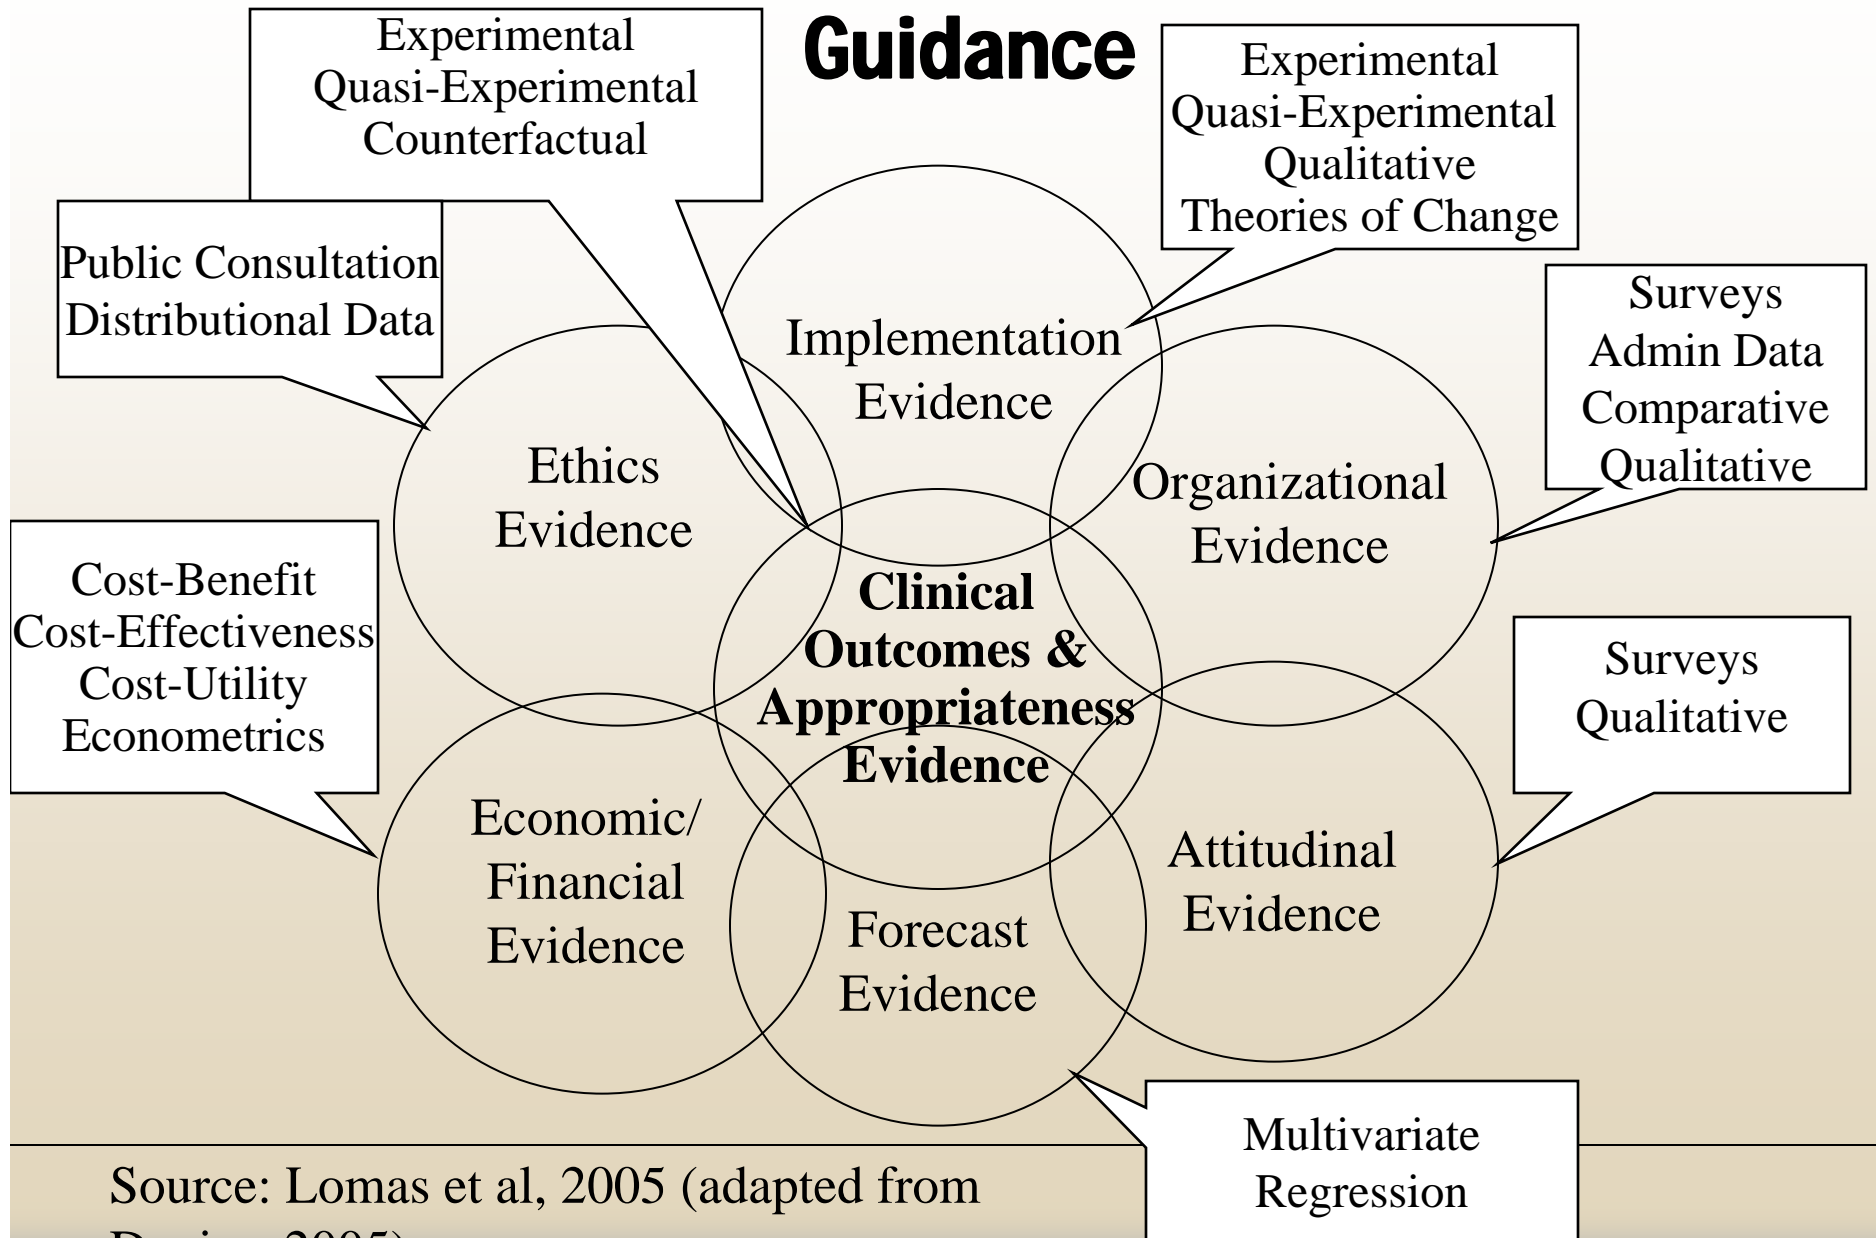 Guidance
Experimental
Quasi-Experimental
Counterfactual
Experimental
Quasi-Experimental
Qualitative
Theories of Change
Public Consultation
Distributional Data
Surveys
Admin Data
Comparative
Qualitative
Implementation
Evidence
Ethics
Evidence
Organizational
Evidence
Cost-Benefit
Cost-Effectiveness
Cost-Utility
Econometrics
Clinical
Outcomes &
Appropriateness
Evidence
Surveys
Qualitative
Economic/
Financial
Evidence
Forecast
Evidence
Attitudinal
Evidence
Multivariate
Regression
Source: Lomas et al, 2005 (adapted from
2005)